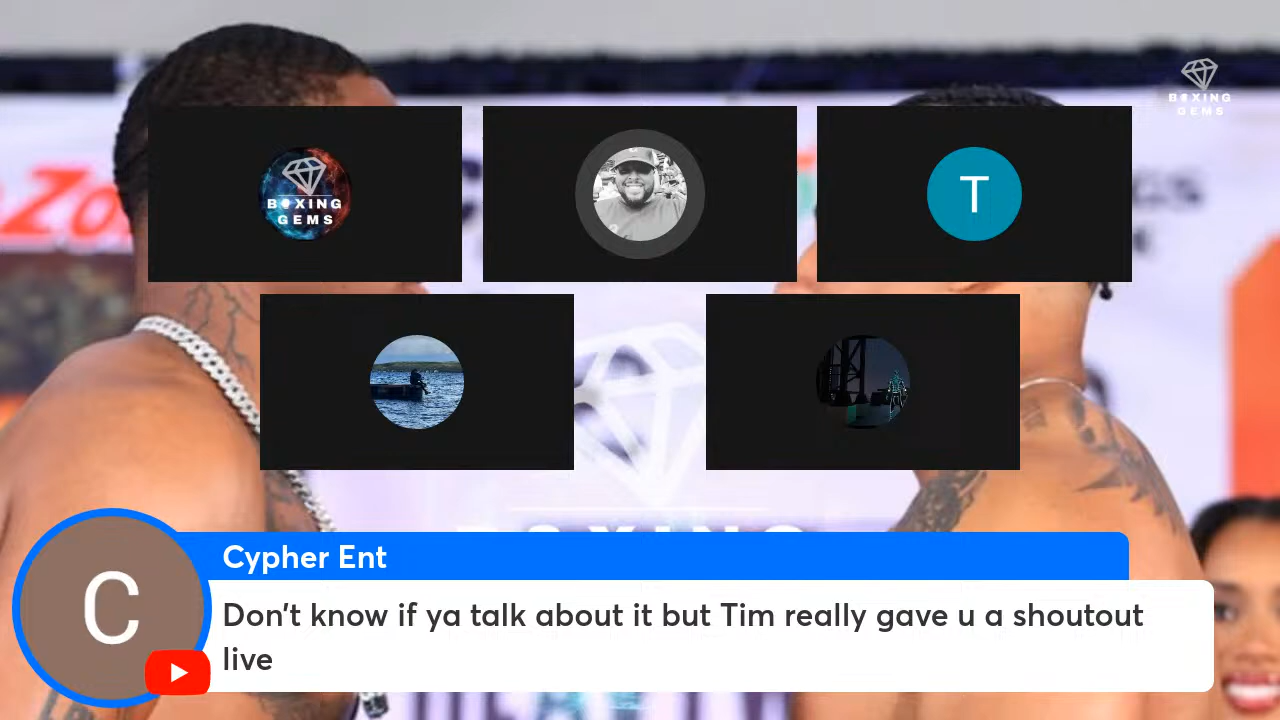 BOXING
GEMS
BOXING
GEMS
T
C
Cypher Ent
Don't know if ya talk about it but Tim really gave u a shoutout
live